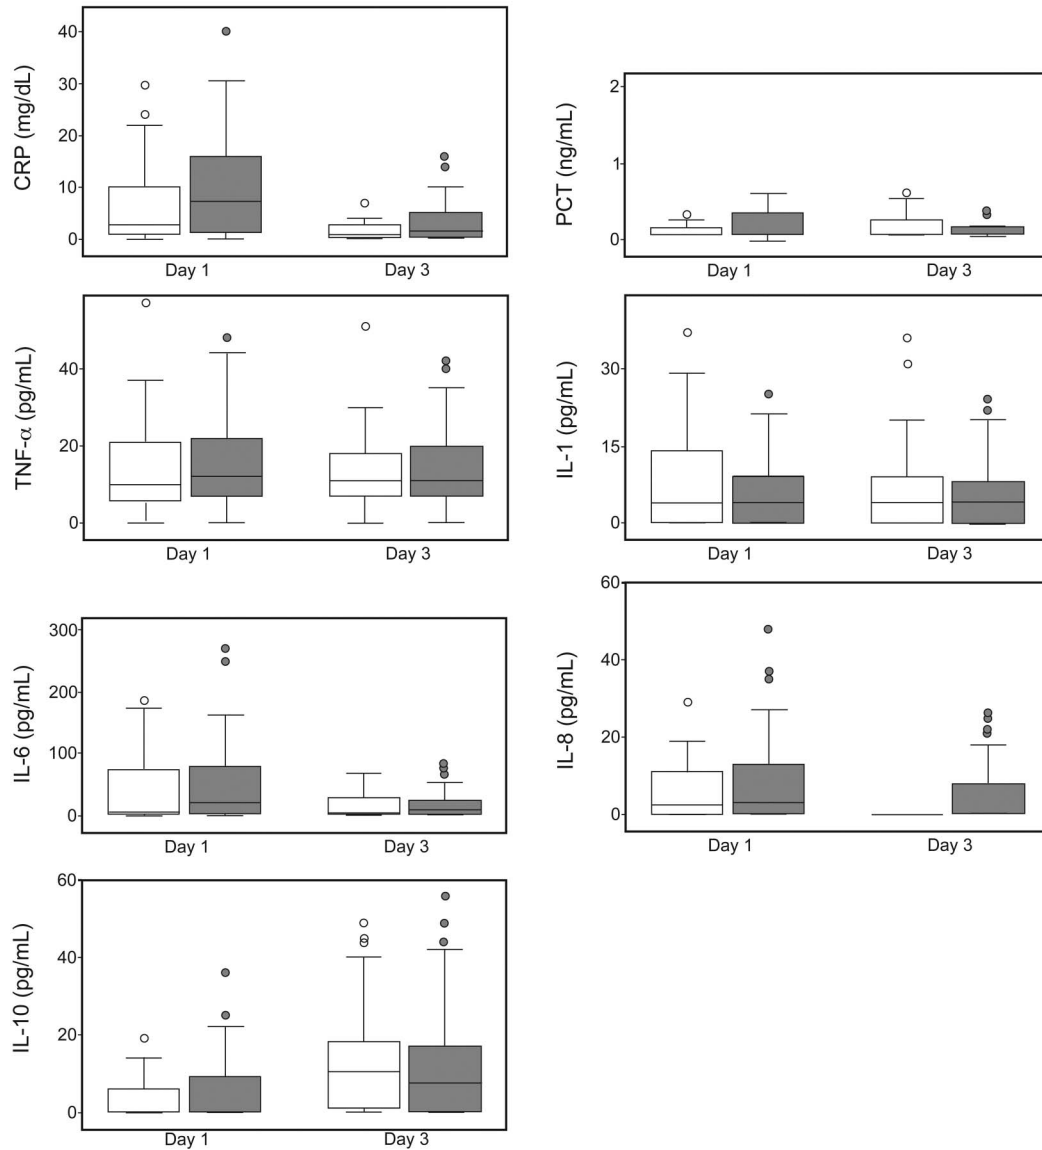 CRP (mg/dL)
40
30
20
10
0
Day 1 Day 3
PCT (ng/mL)
2
1
0
Day 1 Day 3
TNF-α (pg/mL)
40
20
0
Day 1 Day 3
IL-1 (pg/mL)
30
15
0
Day 1 Day 3
IL-6 (pg/mL)
300
200
100
0
Day 1 Day 3
IL-8 (pg/mL)
60
40
20
0
Day 1 Day 3
IL-10 (pg/mL)
60
40
20
0
Day 1 Day 3